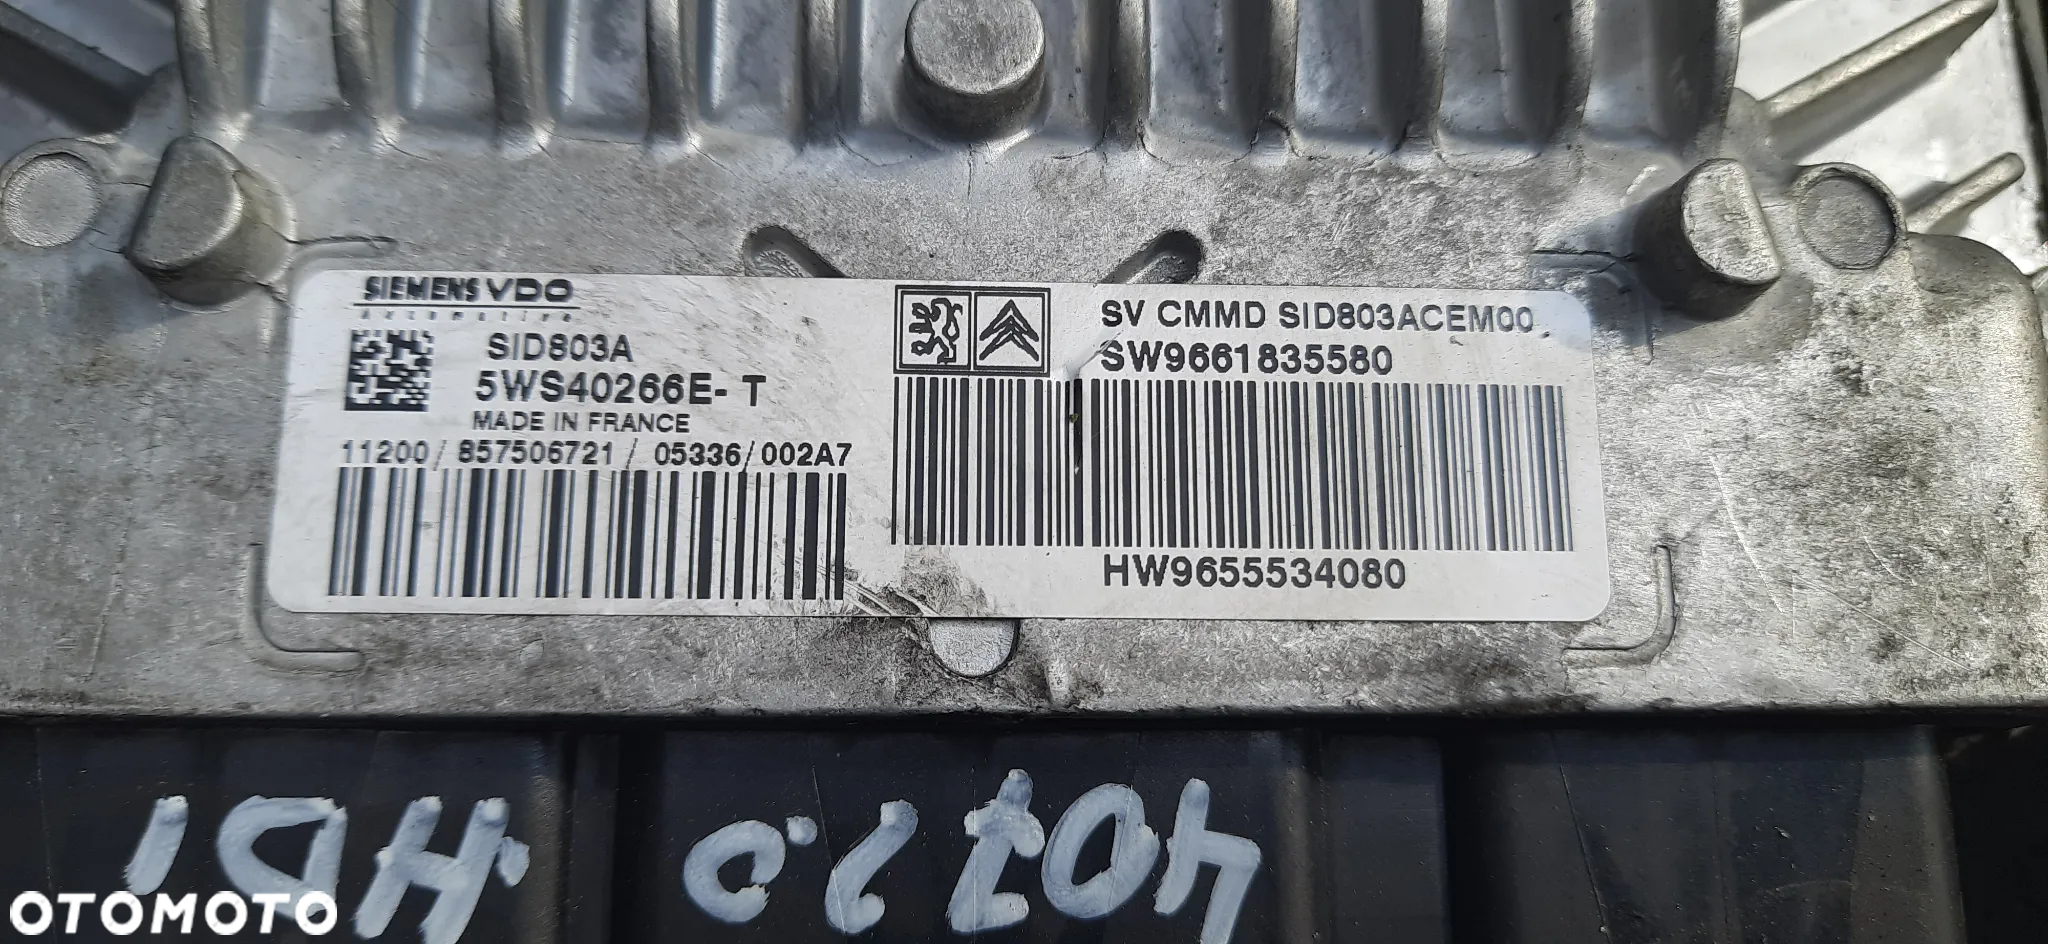 SIEMENS VDO
Automotive
SID803A
5WS40266E- T
MADE IN FRANCE
11200/857506721/05336/002A7
SV CMMD SID803ACEM00
SW9661835580
HW9655534080
407 2.0 HDI
OTOMOTO